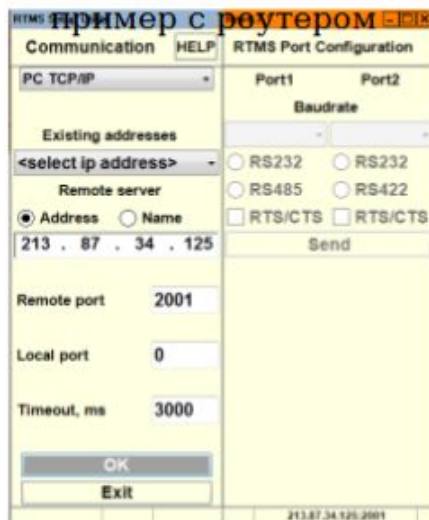 пример с роутером
Communication HELP
PC TCP/IP
Existing addresses
<select ip address>
Remote server
Address Name
213 . 87 . 34 . 125
Remote port 2001
Local port 0
Timeout, ms 3000
OK
Exit
RTMS Port Configuration
Port1 Port2
Baudrate
RS232 RS232
RS485 RS422
RTS/CTS RTS/CTS
Send
213.87.34.125:2001